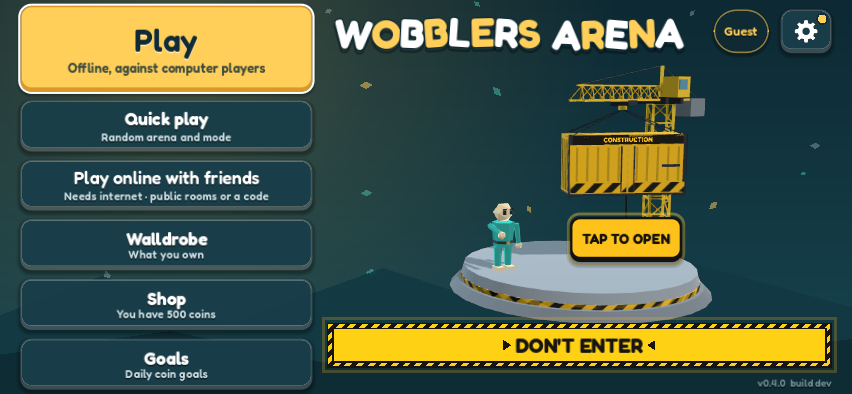 Play
Offline, against computer players
Quick play
Random arena and mode
Play online with friends
Needs internet · public rooms or a code
Walldrobe
What you own
Shop
You have 500 coins
Goals
Daily coin goals
WOBBLERS ARENA
Guest
CONSTRUCTION
TAP TO OPEN
DON'T ENTER
v0.4.0 build dev